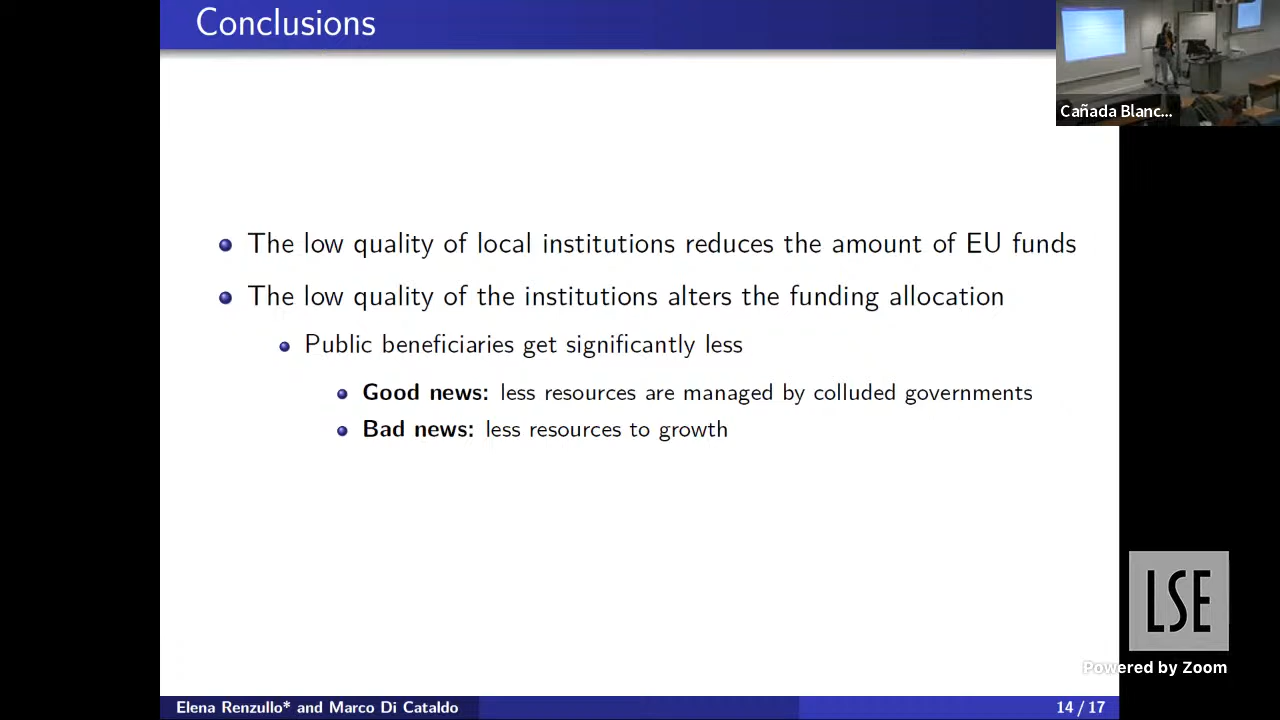 Conclusions
Cañada Blanc...
The low quality of local institutions reduces the amount of EU funds
The low quality of the institutions alters the funding allocation
Public beneficiaries get significantly less
Good news: less resources are managed by colluded governments
Bad news: less resources to growth
LSE
Powered by Zoom
Elena Renzullo* and Marco Di Cataldo
14 / 17